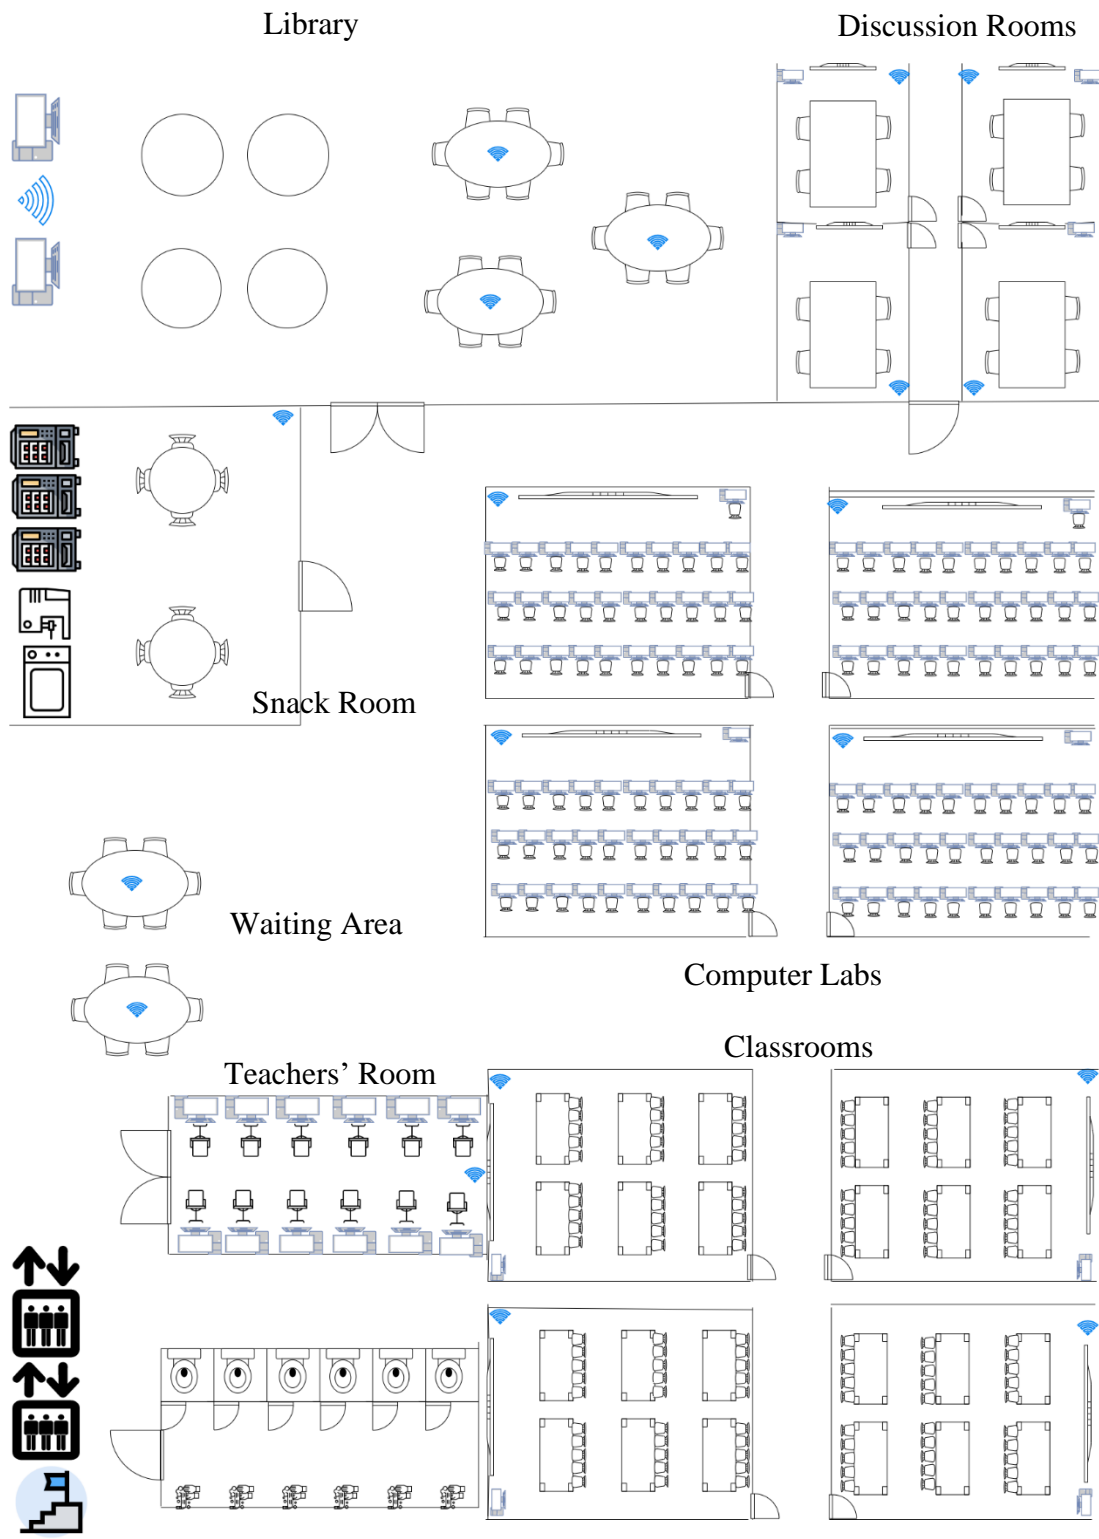 Library
Discussion Rooms
Snack Room
Waiting Area
Computer Labs
Classrooms
Teachers’ Room